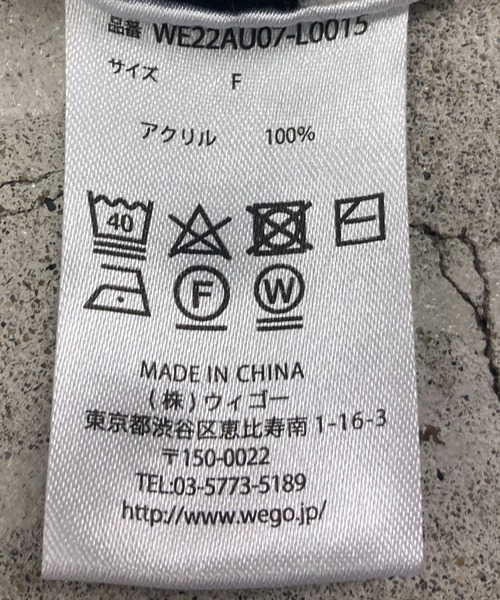 品番 WE22AU07-L0015
サイズ F
アクリル 100%
40
F W
MADE IN CHINA
(株)ウィゴー
東京都渋谷区恵比寿南1-16-3
〒150-0022
TEL:03-5773-5189
http://www.wego.jp/